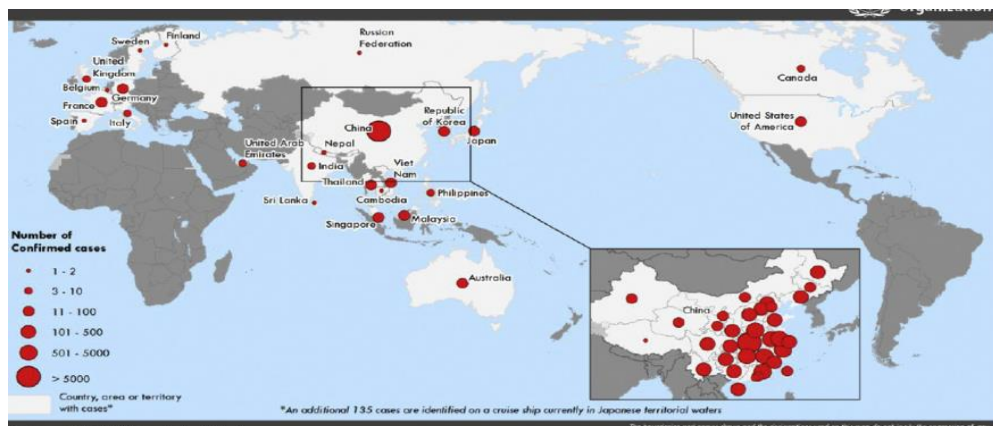 Organization
Sweden
Finland
Russian
Federation
United
Kingdom
Belgium
France
Germany
Spain
Italy
Canada
United States
of America
China
Republic
of Korea
Japan
Nepal
United Arab
Emirates
India
Viet
Nam
Thailand
Philippines
Sri Lanka
Cambodia
Singapore
Malaysia
Australia
Number of
Confirmed cases
1 - 2
3 - 10
11 - 100
101 - 500
501 - 5000
> 5000
Country, area or territory
with cases*
China
*An additional 135 cases are identified on a cruise ship currently in Japanese territorial waters